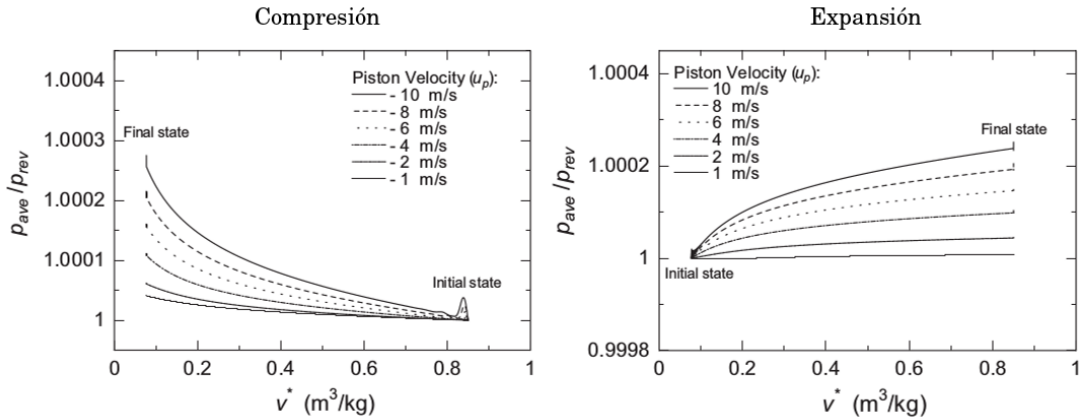 Compresión
1.0004
1.0003
1.0002
1.0001
1
p_ave/p_rev
Piston Velocity (u_p):
- 10 m/s
- 8 m/s
- 6 m/s
- 4 m/s
- 2 m/s
- 1 m/s
Final state
Initial state
0
0.2
0.4
0.6
0.8
1
v* (m³/kg)
Expansión
1.0004
1.0002
1
0.9998
p_ave/p_rev
Piston Velocity (u_p):
10 m/s
8 m/s
6 m/s
4 m/s
2 m/s
1 m/s
Final state
Initial state
0
0.2
0.4
0.6
0.8
1
v* (m³/kg)